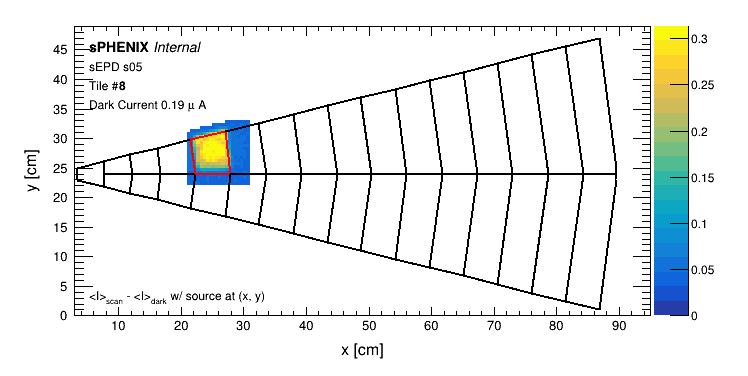 sPHENIX Internal
sEPD s05
Tile #8
Dark Current 0.19 μ A
<I>scan - <I>dark w/ source at (x, y)
y [cm]
45
40
35
30
25
20
15
10
5
0
10 20 30 40 50 60 70 80 90
x [cm]
0.3
0.25
0.2
0.15
0.1
0.05
0